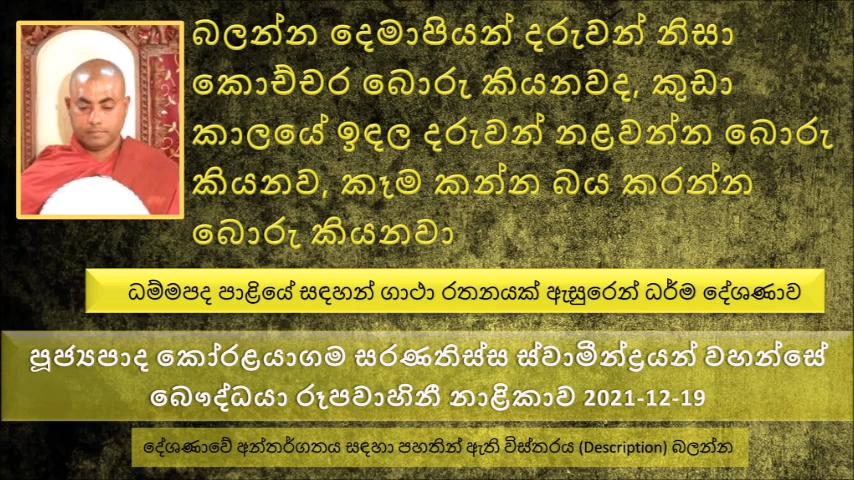 බලන්න දෙමාපියන් දරුවන් නිසා
කොච්චර බොරු කියනවද, කුඩා
කාලයේ ඉඳල දරුවන් නළවන්න බොරු
කියනව, කෑම කන්න බය කරන්න
බොරු කියනවා
ධම්මපද පාළියේ සඳහන් ගාථා රතනයක් ඇසුරෙන් ධර්ම දේශණාව
පූජ්‍යපාද කෝරළයාගම සරණතිස්ස ස්වාමීන්ද්‍රයන් වහන්සේ
බෞද්ධයා රූපවාහිනී නාළිකාව 2021-12-19
දේශණාවේ අන්තර්ගතය සඳහා පහතින් ඇති විස්තරය (Description) බලන්න